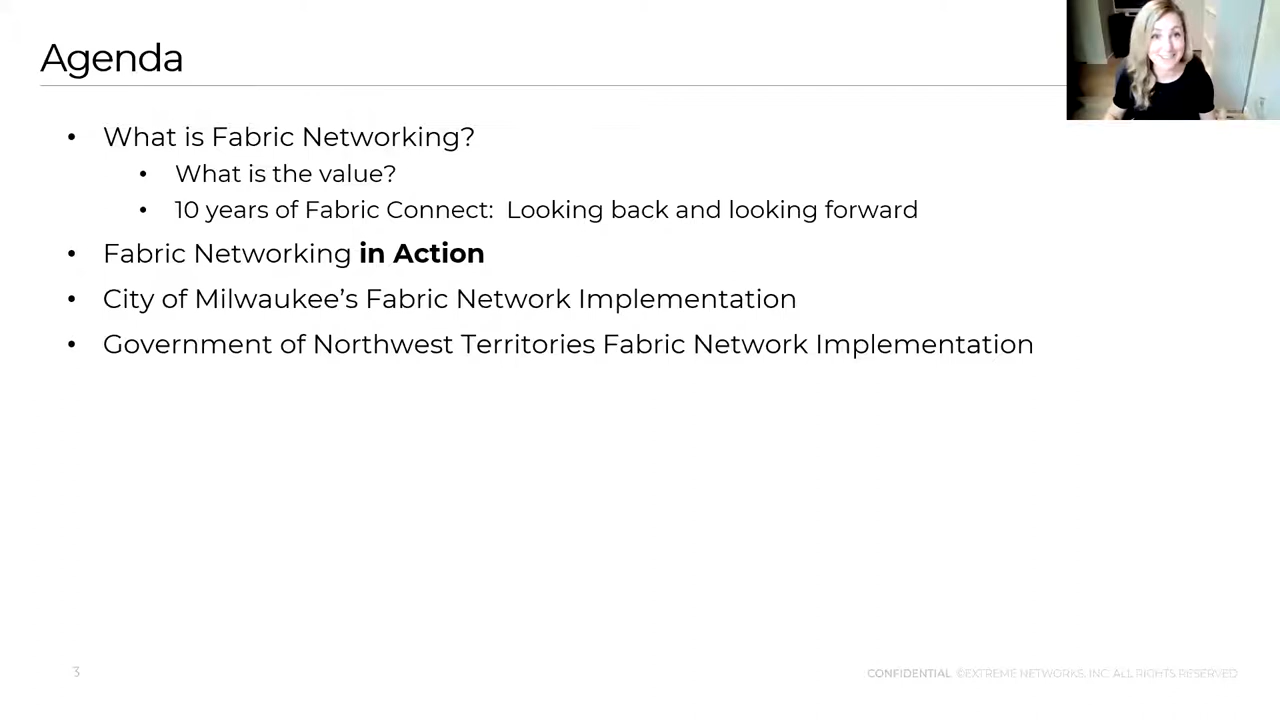 Agenda
• What is Fabric Networking?
• What is the value?
• 10 years of Fabric Connect: Looking back and looking forward
• Fabric Networking in Action
• City of Milwaukee’s Fabric Network Implementation
• Government of Northwest Territories Fabric Network Implementation
3
CONFIDENTIAL ©EXTREME NETWORKS, INC. ALL RIGHTS RESERVED